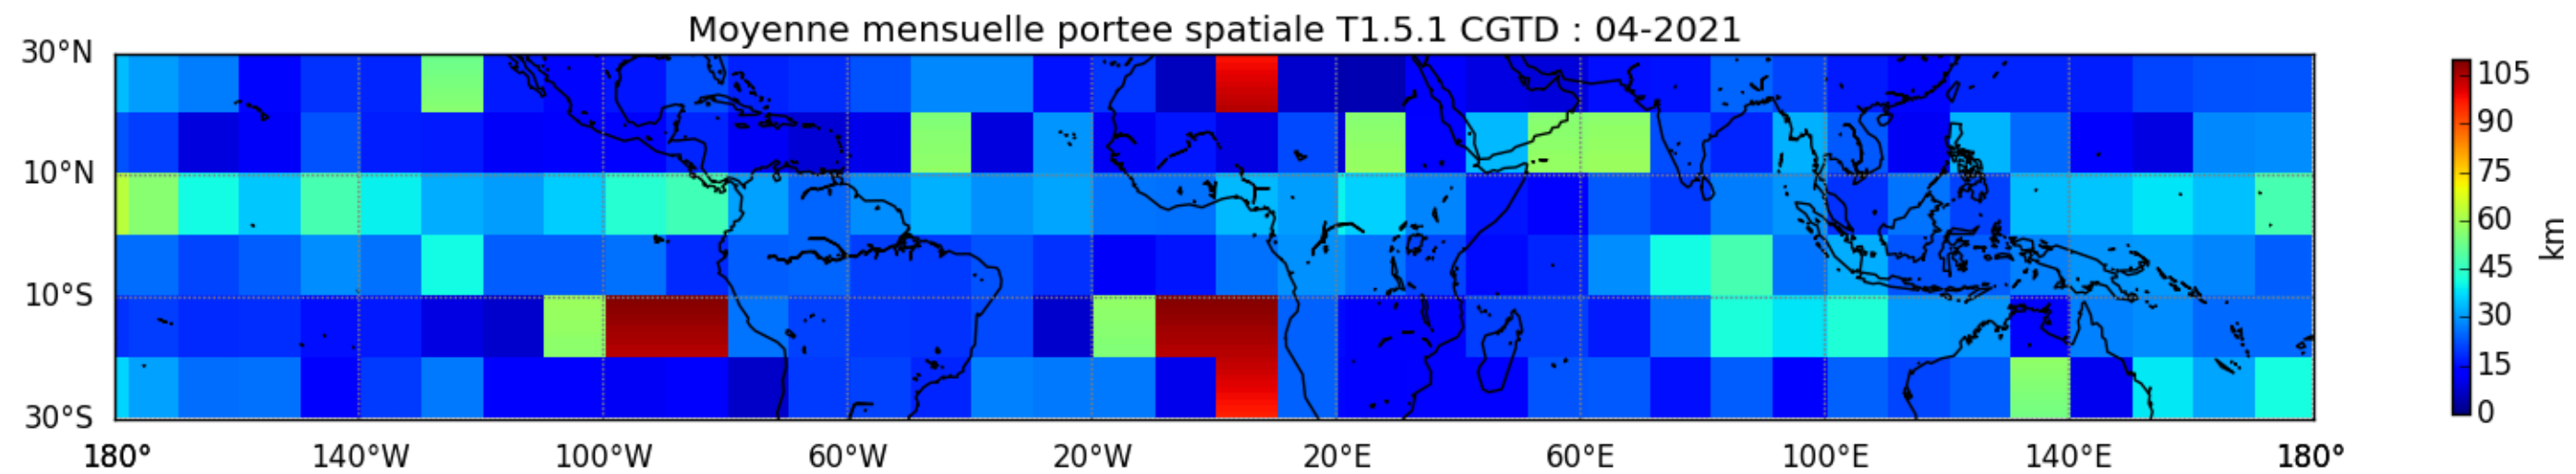 Moyenne mensuelle portee spatiale T1.5.1 CGTD : 04-2021
30°N
10°N
10°S
30°S
180° 140°W 100°W 60°W 20°W 20°E 60°E 100°E 140°E 180°
105
90
75
60
45
30
15
0
km